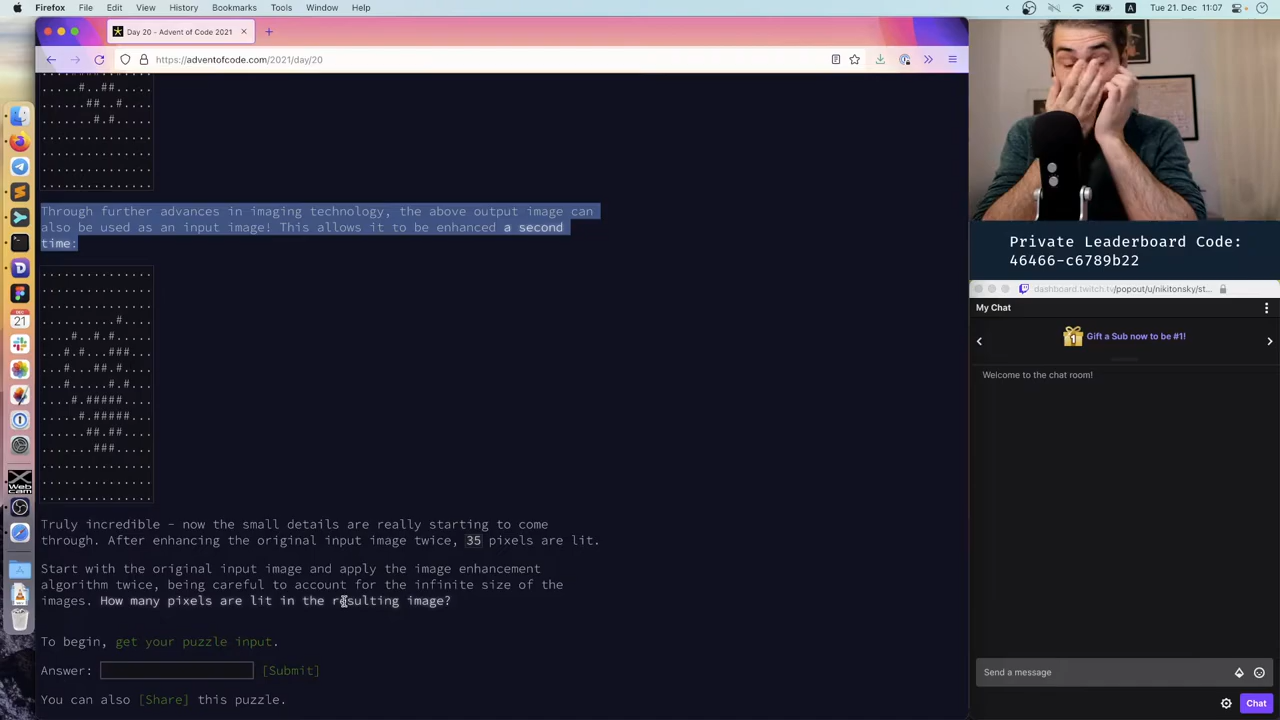 Firefox File Edit View History Bookmarks Tools Window Help
Tue 21. Dec 11:07
Day 20 - Advent of Code 2021
https://adventofcode.com/2021/day/20
.....#..##.....
......##..#....
.......#.#.....
...............
...............
...............
...............
Through further advances in imaging technology, the above output image can
also be used as an input image! This allows it to be enhanced a second
time:
...............
...............
...............
..........#....
....#..#.#.....
...#.#...###...
...#...##.#....
...#.....#.#...
....#.#####....
.....#.#####...
......##.##....
.......###.....
...............
...............
...............
Truly incredible - now the small details are really starting to come
through. After enhancing the original input image twice, 35 pixels are lit.
Start with the original input image and apply the image enhancement
algorithm twice, being careful to account for the infinite size of the
images. How many pixels are lit in the resulting image?
To begin, get your puzzle input.
Answer: [Submit]
You can also [Share] this puzzle.
Private Leaderboard Code:
46466-c6789b22
dashboard.twitch.tv/popout/u/nikitonsky/st...
My Chat
Gift a Sub now to be #1!
Welcome to the chat room!
Send a message
Chat